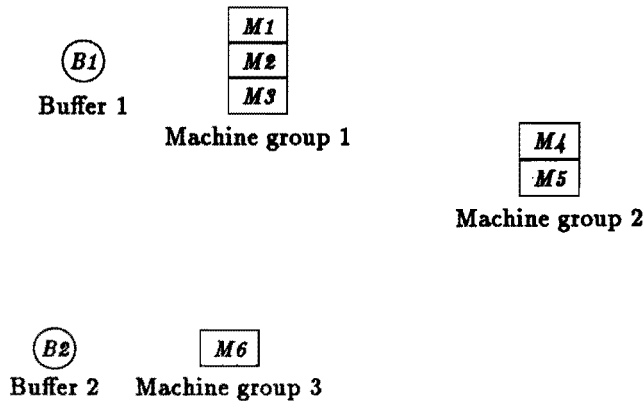 M1
B1
M2
M3
Buffer 1
Machine group 1
M4
M5
Machine group 2
B2
M6
Buffer 2
Machine group 3